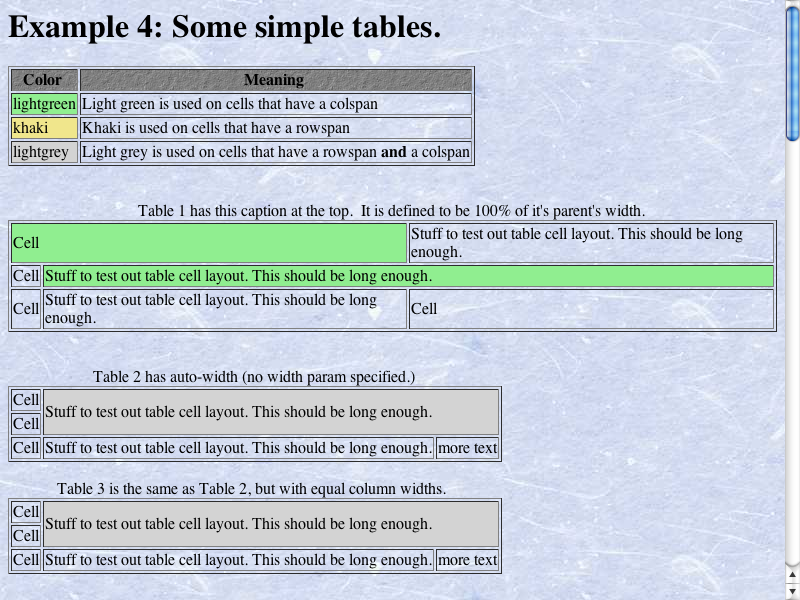 Example 4: Some simple tables.
Color Meaning
lightgreen Light green is used on cells that have a colspan
khaki Khaki is used on cells that have a rowspan
lightgrey Light grey is used on cells that have a rowspan and a colspan
Table 1 has this caption at the top. It is defined to be 100% of it's parent's width.
Cell
Stuff to test out table cell layout. This should be long
enough.
Cell Stuff to test out table cell layout. This should be long enough.
Cell
Stuff to test out table cell layout. This should be long
enough.
Cell
Table 2 has auto-width (no width param specified.)
Cell
Stuff to test out table cell layout. This should be long enough.
Cell
Cell Stuff to test out table cell layout. This should be long enough. more text
Table 3 is the same as Table 2, but with equal column widths.
Cell
Stuff to test out table cell layout. This should be long enough.
Cell
Cell Stuff to test out table cell layout. This should be long enough. more text